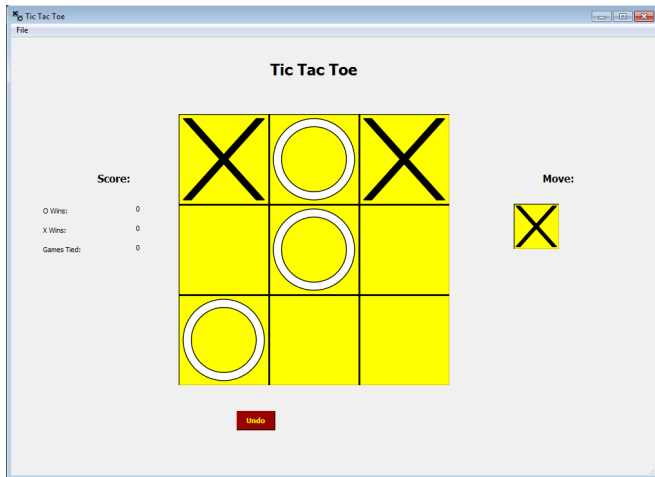 Tic Tac Toe
File
Tic Tac Toe
Score:
Move:
O Wins: 0
X Wins: 0
Games Tied: 0
Undo